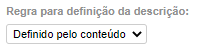 Regra para definição da descrição:
Definido pelo conteúdo